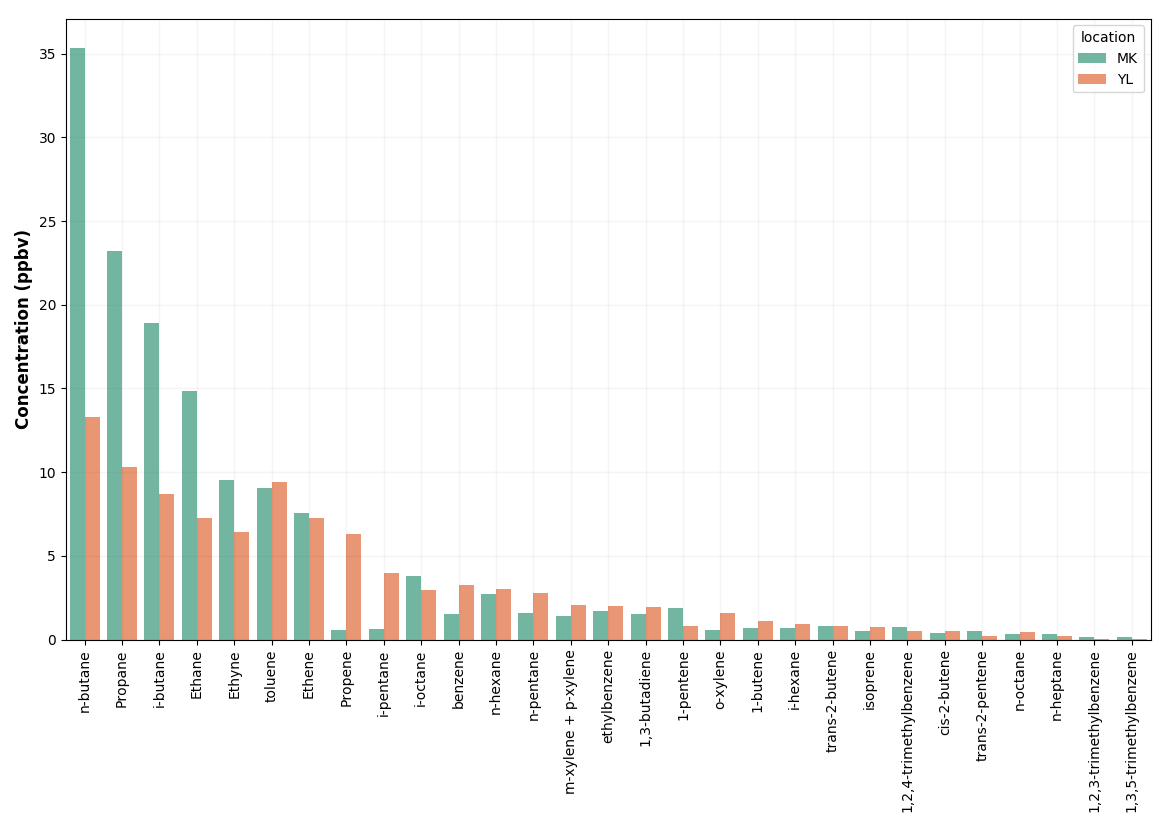 location
MK
YL
Concentration (ppbv)
35
30
25
20
15
10
5
0
n-butane
Propane
i-butane
Ethane
Ethyne
toluene
Ethene
Propene
i-pentane
i-octane
benzene
n-hexane
n-pentane
m-xylene + p-xylene
ethylbenzene
1,3-butadiene
1-pentene
o-xylene
1-butene
i-hexane
trans-2-butene
isoprene
1,2,4-trimethylbenzene
cis-2-butene
trans-2-pentene
n-octane
n-heptane
1,2,3-trimethylbenzene
1,3,5-trimethylbenzene